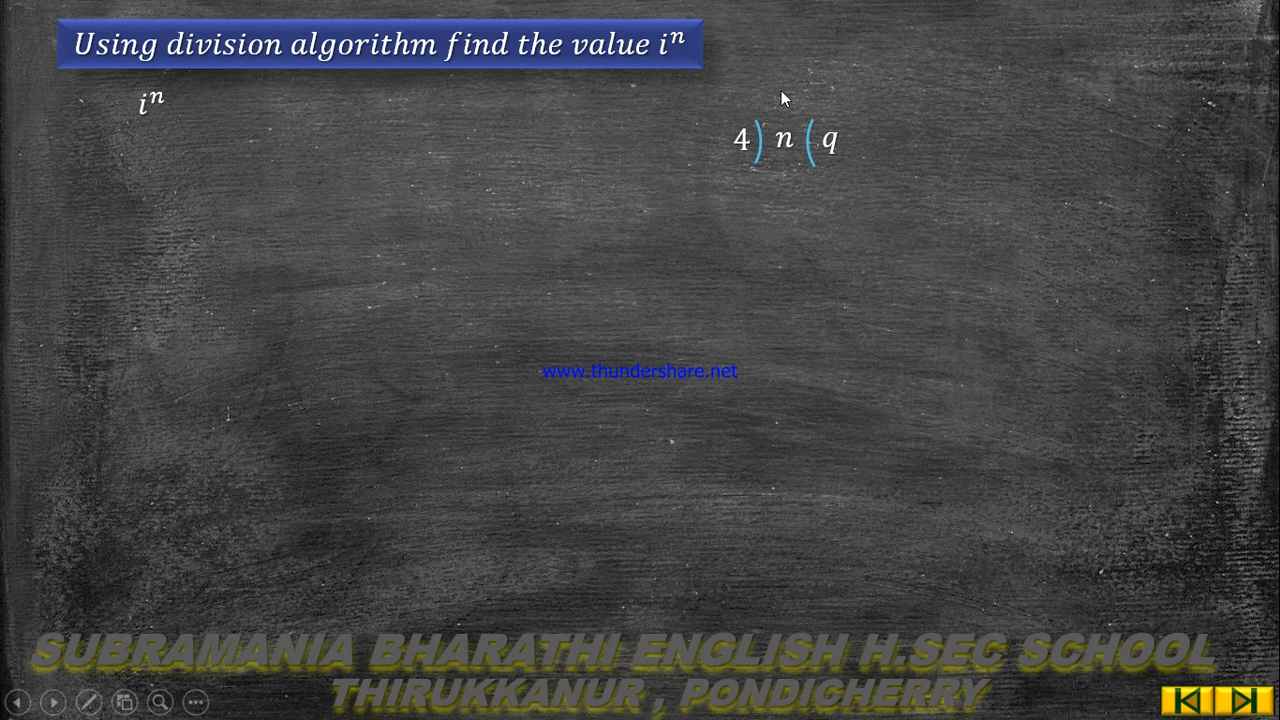 Using division algorithm find the value iⁿ
iⁿ
4) n (q
www.thundershare.net
SUBRAMANIA BHARATHI ENGLISH H.SEC SCHOOL
THIRUKKANUR , PONDICHERRY